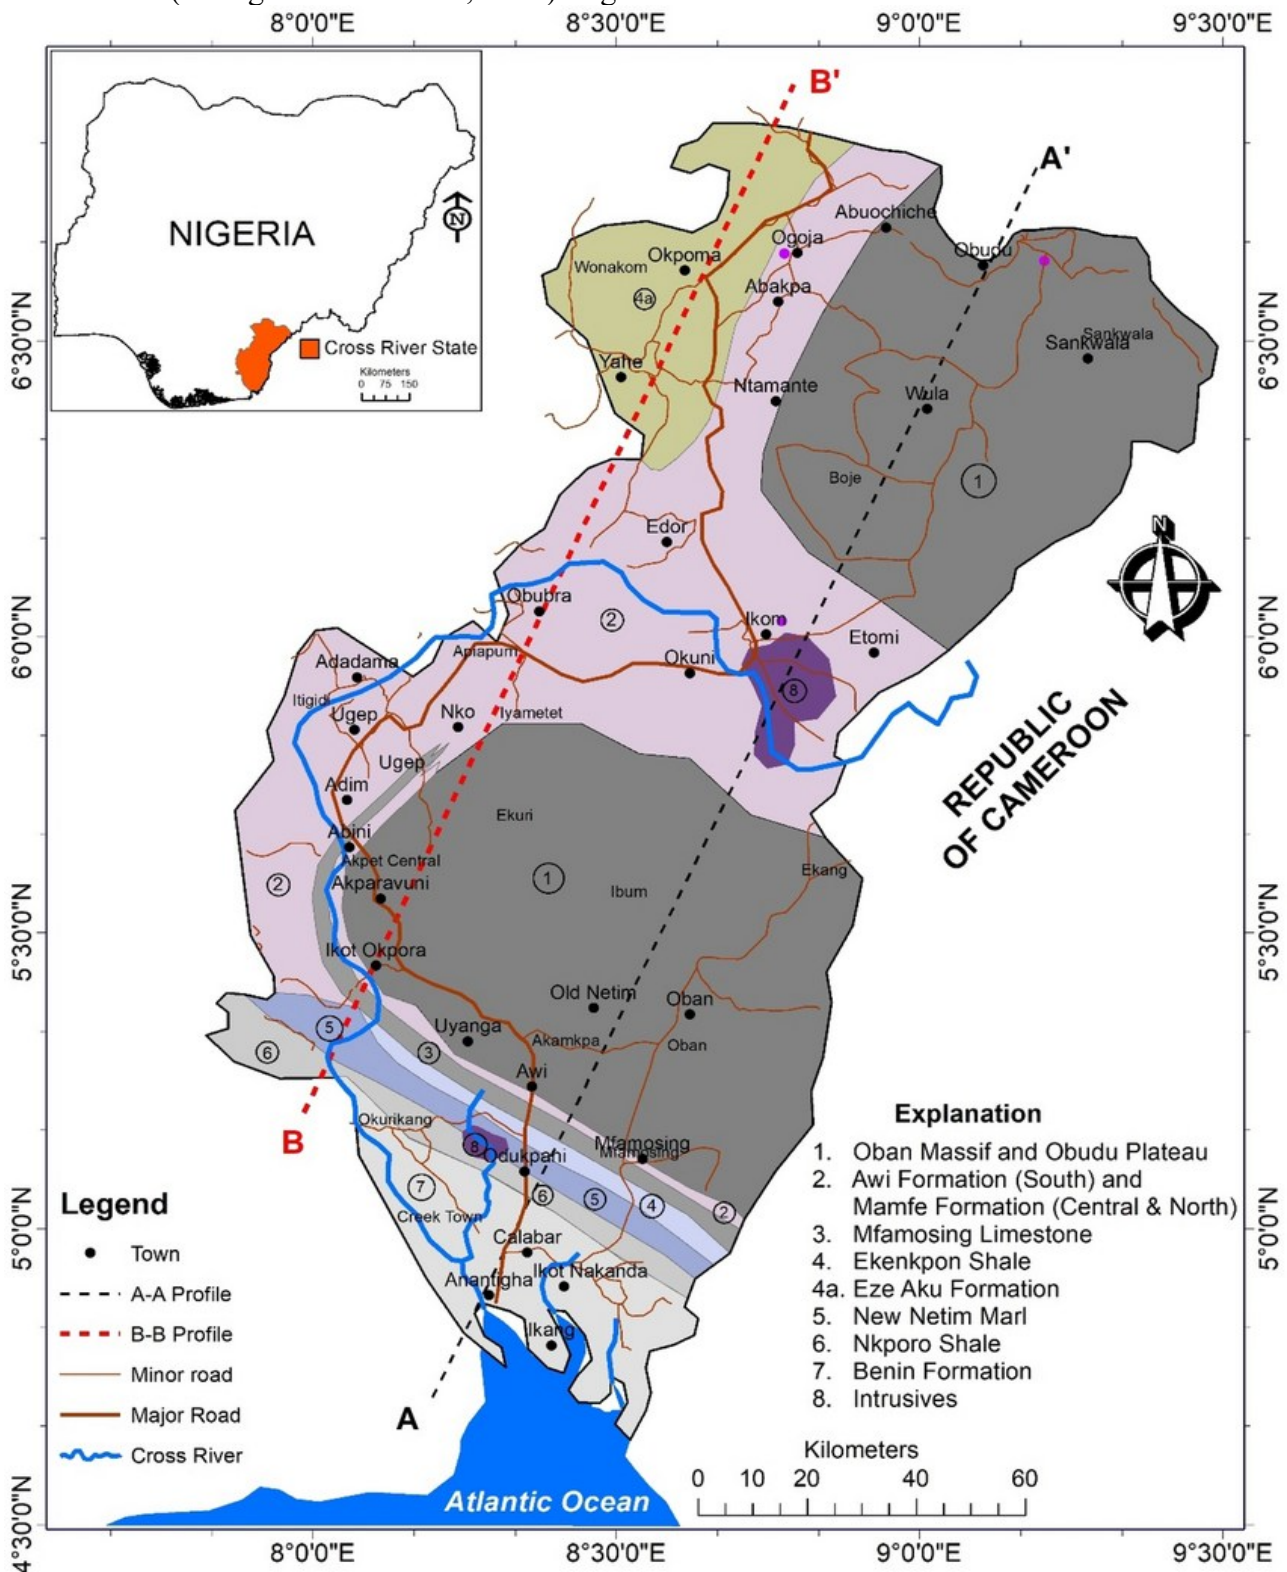 8°0'0"E 8°30'0"E 9°0'0"E 9°30'0"E
B'
A'
NIGERIA
N
Cross River State
Kilometers
0 75 150
6°30'0"N
6°30'0"N
Abuochiche
Ogoja
Obudu
Okpoma
Wonakom
4a
Abakpa
Sankwala
Sankwala
Yahe
Ntamante
Wula
Boje
1
Edor
N
Obubra
2
Ikom
Etomi
6°0'0"N
6°0'0"N
Apiapum
Okuni
Adadama
8
Itigidi
Ugep
Nko
Iyametet
REPUBLIC
OF CAMEROON
Ugep
Adim
Ekuri
Abini
Akpet Central
Ekang
2
Akparavuni
1
Ibum
5°30'0"N
5°30'0"N
Ikot Okpora
Old Netim
Oban
5
Uyanga
6
3
Akamkpa
Oban
Awi
B
Okurikang
8
Mfamosing
Mfamosing
Odukpani
7
6
5
4
2
Creek Town
5°0'0"N
5°0'0"N
Calabar
Anantigha
Ikot Nakanda
Ikang
A
Explanation
1. Oban Massif and Obudu Plateau
2. Awi Formation (South) and
Mamfe Formation (Central & North)
3. Mfamosing Limestone
4. Ekenkpon Shale
4a. Eze Aku Formation
5. New Netim Marl
6. Nkporo Shale
7. Benin Formation
8. Intrusives
Legend
Town
A-A Profile
B-B Profile
Minor road
Major Road
Cross River
Kilometers
0 10 20 40 60
Atlantic Ocean
4°30'0"N
8°0'0"E 8°30'0"E 9°0'0"E 9°30'0"E